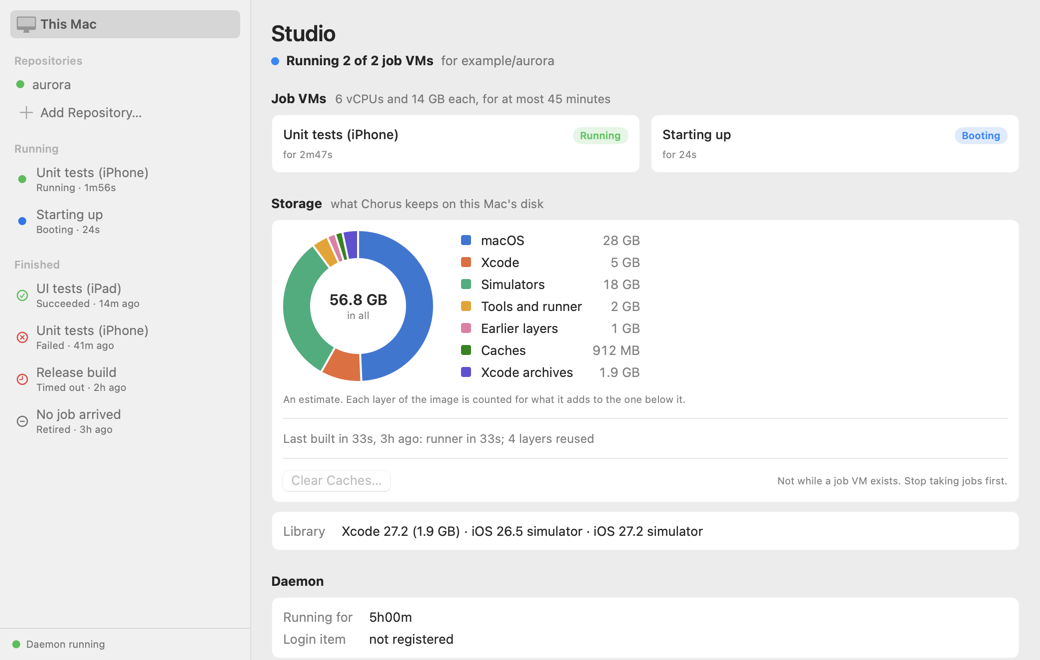 This Mac
Repositories
aurora
Add Repository...
Running
Unit tests (iPhone)
Running · 1m56s
Starting up
Booting · 24s
Finished
UI tests (iPad)
Succeeded · 14m ago
Unit tests (iPhone)
Failed · 41m ago
Release build
Timed out · 2h ago
No job arrived
Retired · 3h ago
Daemon running
Studio
Running 2 of 2 job VMs for example/aurora
Job VMs 6 vCPUs and 14 GB each, for at most 45 minutes
Unit tests (iPhone) Running
for 2m47s
Starting up Booting
for 24s
Storage what Chorus keeps on this Mac's disk
56.8 GB
in all
macOS 28 GB
Xcode 5 GB
Simulators 18 GB
Tools and runner 2 GB
Earlier layers 1 GB
Caches 912 MB
Xcode archives 1.9 GB
An estimate. Each layer of the image is counted for what it adds to the one below it.
Last built in 33s, 3h ago: runner in 33s; 4 layers reused
Clear Caches... Not while a job VM exists. Stop taking jobs first.
Library Xcode 27.2 (1.9 GB) · iOS 26.5 simulator · iOS 27.2 simulator
Daemon
Running for 5h00m
Login item not registered